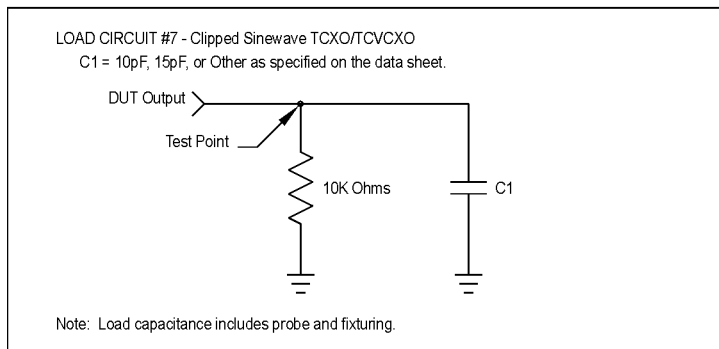 LOAD CIRCUIT #7 - Clipped Sinewave TCXO/TCVCXO
C1 = 10pF, 15pF, or Other as specified on the data sheet.
DUT Output
Test Point
10K Ohms
C1
Note: Load capacitance includes probe and fixturing.